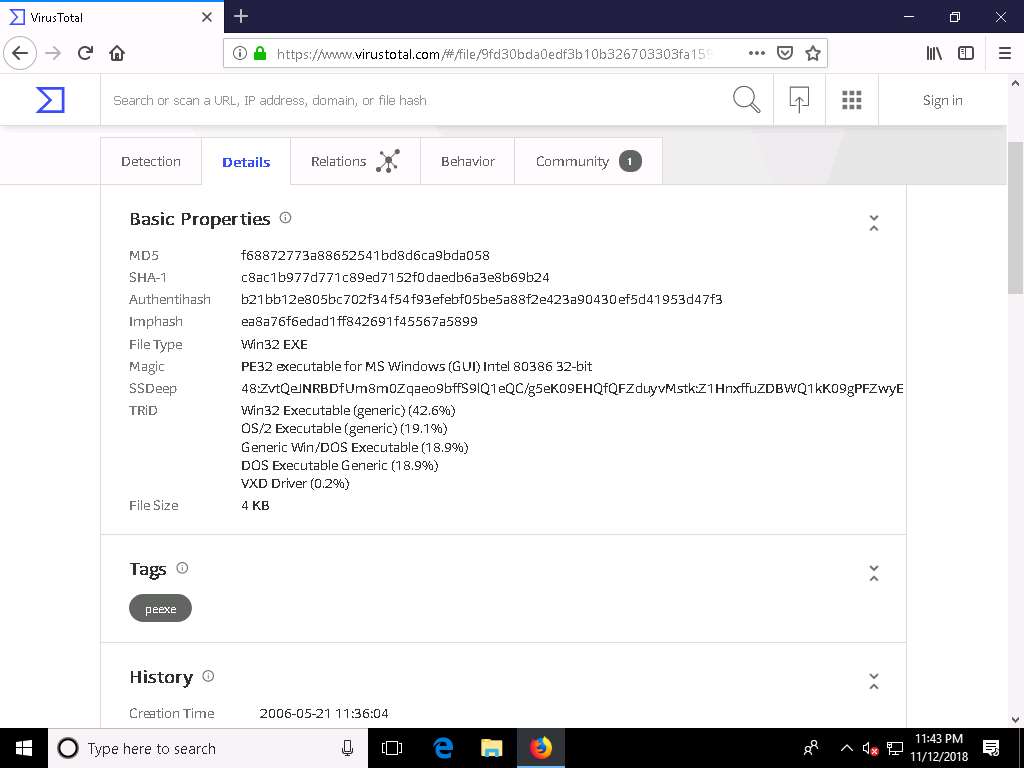 VirusTotal
https://www.virustotal.com/#/file/9fd30bda0edf3b10b326703303fa159
Search or scan a URL, IP address, domain, or file hash
Sign in
Detection
Details
Relations
Behavior
Community 1
Basic Properties
MD5 f68872773a88652541bd8d6ca9bda058
SHA-1 c8ac1b977d771c89ed7152f0daedb6a3e8b69b24
Authentihash b21bb12e805bc702f34f54f93efebf05be5a88f2e423a90430ef5d41953d47f3
Imphash ea8a76f6edad1ff842691f45567a5899
File Type Win32 EXE
Magic PE32 executable for MS Windows (GUI) Intel 80386 32-bit
SSDeep 48:ZvtQeJNRBDfUm8m0Zqaeo9bffS9lQ1eQC/g5eK09EHQfQFZduyvMstk:Z1HnxffuZDBWQ1kK09gPFZwyE
TRiD Win32 Executable (generic) (42.6%)
OS/2 Executable (generic) (19.1%)
Generic Win/DOS Executable (18.9%)
DOS Executable Generic (18.9%)
VXD Driver (0.2%)
File Size 4 KB
Tags
peexe
History
Creation Time 2006-05-21 11:36:04
Type here to search
11:43 PM
11/12/2018